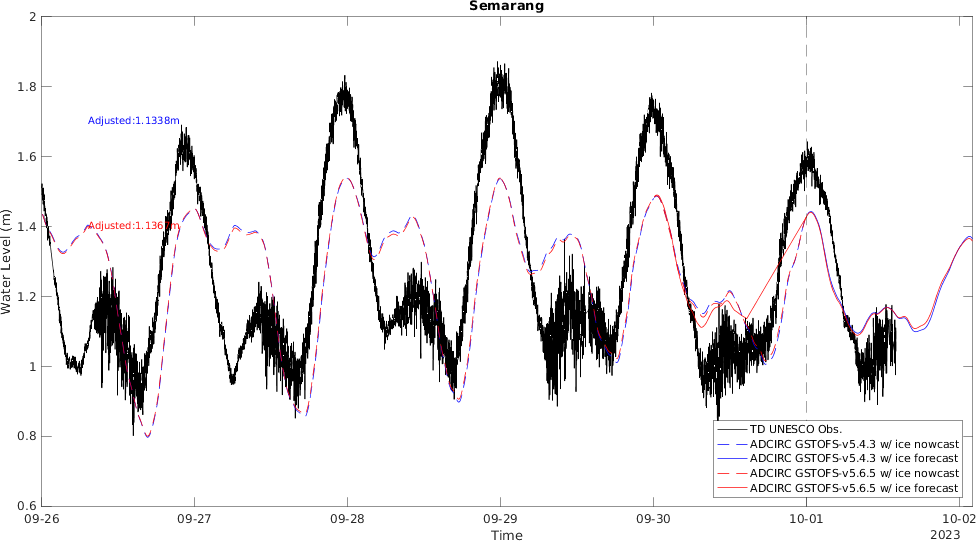 Semarang
2
1.8
1.6
1.4
1.2
1
0.8
0.6
Water Level (m)
Adjusted:1.1338m
TD UNESCO Obs.
ADCIRC GSTOFS-v5.4.3 w/ ice nowcast
ADCIRC GSTOFS-v5.4.3 w/ ice forecast
ADCIRC GSTOFS-v5.6.5 w/ ice nowcast
ADCIRC GSTOFS-v5.6.5 w/ ice forecast
09-26
09-27
09-28
09-29
09-30
10-01
10-02
Time
2023